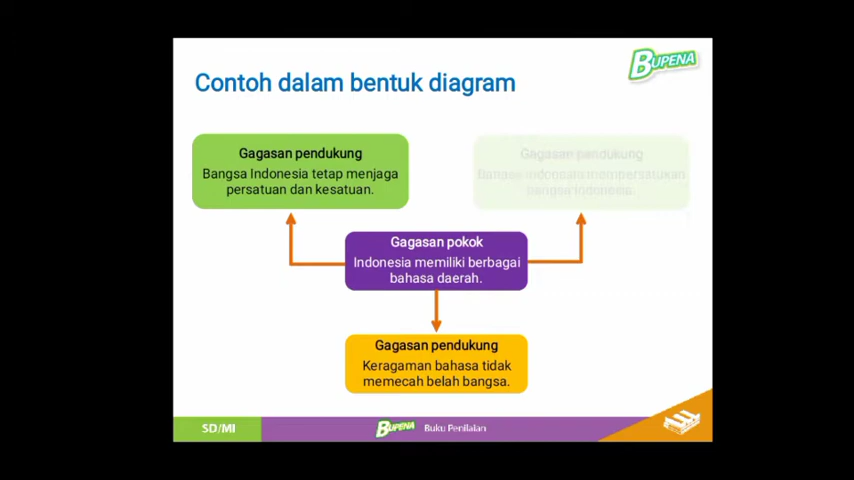 BUPENA
Contoh dalam bentuk diagram
Gagasan pendukung
Bangsa Indonesia tetap menjaga
persatuan dan kesatuan.
Gagasan pendukung
Bahasa Indonesia mempersatukan
bangsa Indonesia.
Gagasan pokok
Indonesia memiliki berbagai
bahasa daerah.
Gagasan pendukung
Keragaman bahasa tidak
memecah belah bangsa.
SD/MI
BUPENA
Buku Penilaian